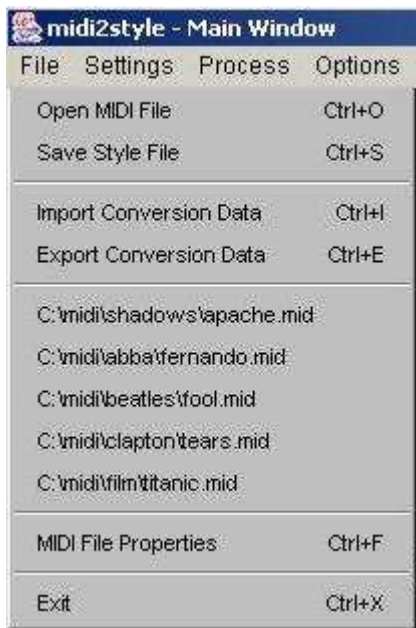 midi2style - Main Window
File Settings Process Options
Open MIDI File Ctrl+O
Save Style File Ctrl+S
Import Conversion Data Ctrl+I
Export Conversion Data Ctrl+E
C:\midi\shadows\apache.mid
C:\midi\abba\fernando.mid
C:\midi\beatles\fool.mid
C:\midi\clapton\tears.mid
C:\midi\film\titanic.mid
MIDI File Properties Ctrl+F
Exit Ctrl+X